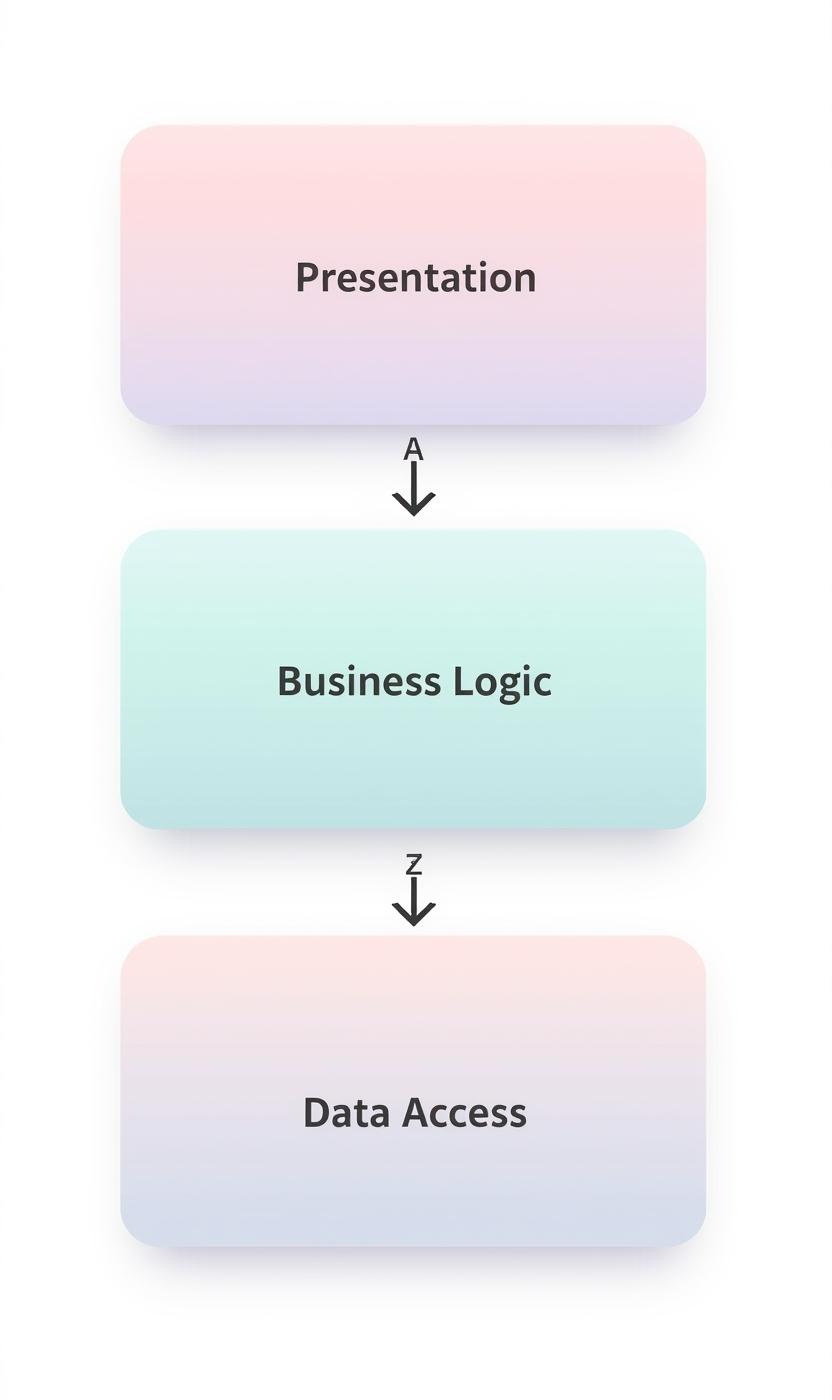 Presentation
A
Business Logic
Z
Data Access